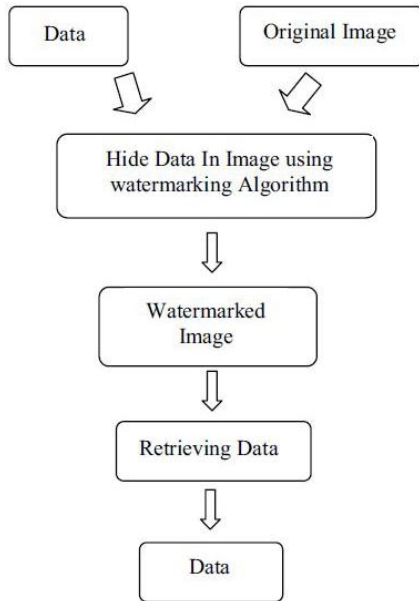 Data
Original Image
Hide Data In Image using
watermarking Algorithm
Watermarked
Image
Retrieving Data
Data